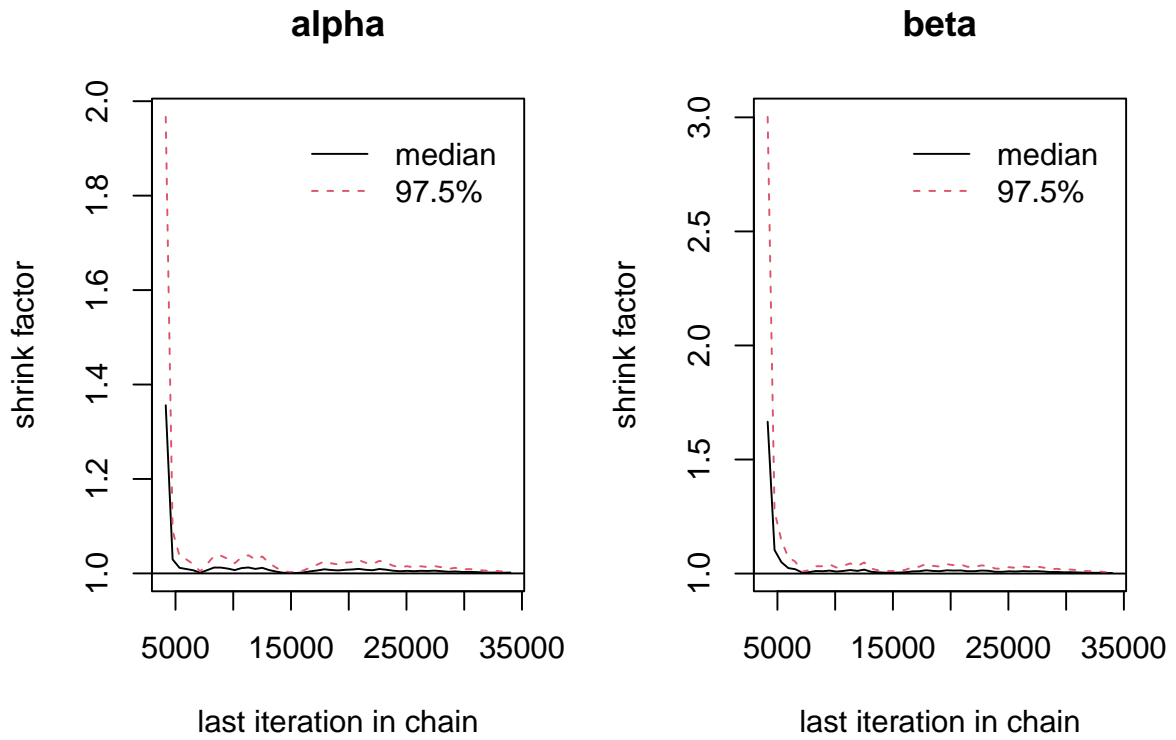 alpha
shrink factor
1.0 1.2 1.4 1.6 1.8 2.0
median
97.5%
5000 15000 25000 35000
last iteration in chain
beta
shrink factor
1.0 1.5 2.0 2.5 3.0
median
97.5%
5000 15000 25000 35000
last iteration in chain